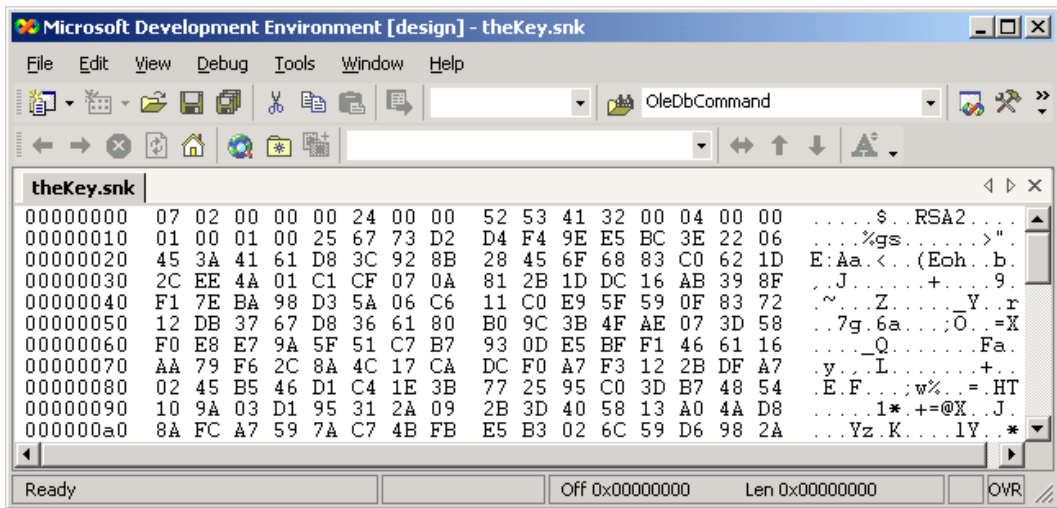 Microsoft Development Environment [design] - theKey.snk
File Edit View Debug Tools Window Help
OleDbCommand
theKey.snk
00000000 07 02 00 00 00 24 00 00 52 53 41 32 00 04 00 00 .....$..RSA2....
00000010 01 00 01 00 25 67 73 D2 D4 F4 9E E5 BC 3E 22 06 ....%gs......>".
00000020 45 3A 41 61 D8 3C 92 8B 28 45 6F 68 83 C0 62 1D E:Aa.<..(Eoh..b.
00000030 2C EE 4A 01 C1 CF 07 0A 81 2B 1D DC 16 AB 39 8F ,.J......+....9.
00000040 F1 7E BA 98 D3 5A 06 C6 11 C0 E9 5F 59 0F 83 72 .~...Z....._Y..r
00000050 12 DB 37 67 D8 36 61 80 B0 9C 3B 4F AE 07 3D 58 ..7g.6a...;O..=X
00000060 F0 E8 E7 9A 5F 51 C7 B7 93 0D E5 BF F1 46 61 16 ...._Q.......Fa.
00000070 AA 79 F6 2C 8A 4C 17 CA DC F0 A7 F3 12 2B DF A7 .y.,.L.......+..
00000080 02 45 B5 46 D1 C4 1E 3B 77 25 95 C0 3D B7 48 54 .E.F...;w%..=.HT
00000090 10 9A 03 D1 95 31 2A 09 2B 3D 40 58 13 A0 4A D8 .....1*.+=@X..J.
000000a0 8A FC A7 59 7A C7 4B FB E5 B3 02 6C 59 D6 98 2A ...Yz.K....lY..*
Ready Off 0x00000000 Len 0x00000000 OVR